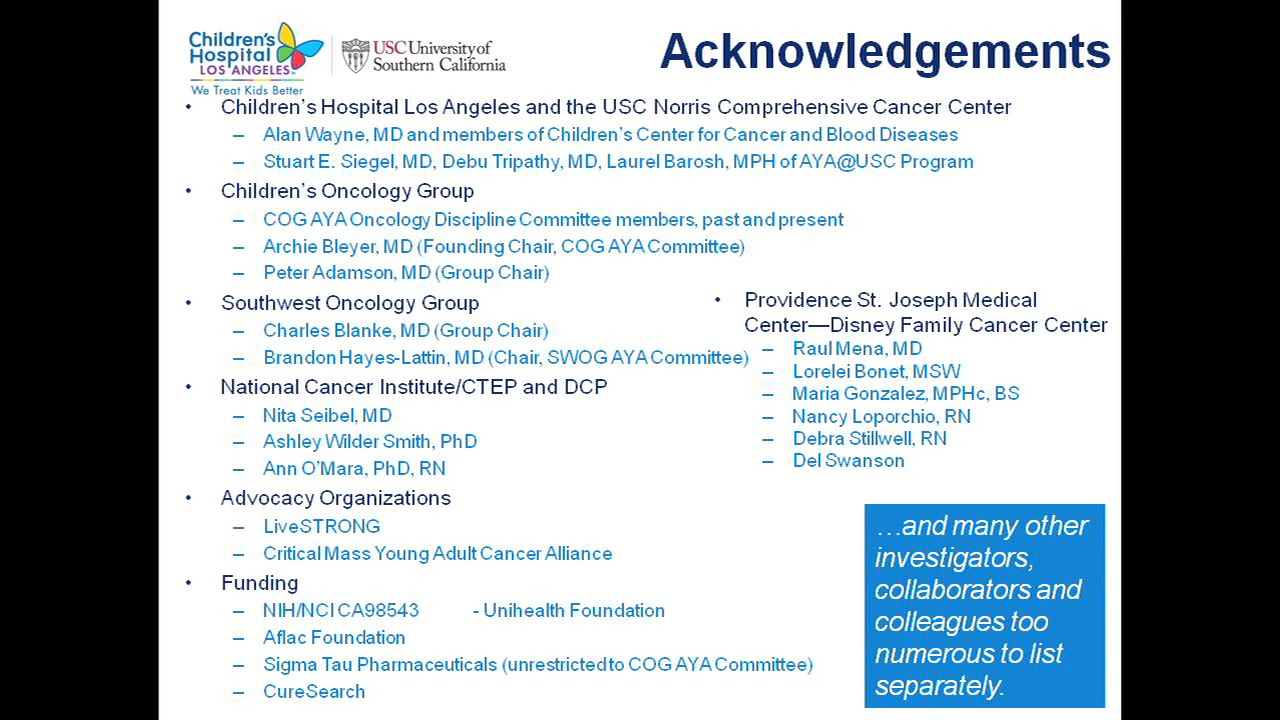 Children's
Hospital
LOS ANGELES
We Treat Kids Better
USC University of
Southern California
Acknowledgements
• Children's Hospital Los Angeles and the USC Norris Comprehensive Cancer Center
– Alan Wayne, MD and members of Children's Center for Cancer and Blood Diseases
– Stuart E. Siegel, MD, Debu Tripathy, MD, Laurel Barosh, MPH of AYA@USC Program
• Children's Oncology Group
– COG AYA Oncology Discipline Committee members, past and present
– Archie Bleyer, MD (Founding Chair, COG AYA Committee)
– Peter Adamson, MD (Group Chair)
• Southwest Oncology Group
– Charles Blanke, MD (Group Chair)
– Brandon Hayes-Lattin, MD (Chair, SWOG AYA Committee)
• National Cancer Institute/CTEP and DCP
– Nita Seibel, MD
– Ashley Wilder Smith, PhD
– Ann O'Mara, PhD, RN
• Advocacy Organizations
– LiveSTRONG
– Critical Mass Young Adult Cancer Alliance
• Funding
– NIH/NCI CA98543 - Unihealth Foundation
– Aflac Foundation
– Sigma Tau Pharmaceuticals (unrestricted to COG AYA Committee)
– CureSearch
• Providence St. Joseph Medical
Center—Disney Family Cancer Center
– Raul Mena, MD
– Lorelei Bonet, MSW
– Maria Gonzalez, MPHc, BS
– Nancy Loporchio, RN
– Debra Stillwell, RN
– Del Swanson
…and many other
investigators,
collaborators and
colleagues too
numerous to list
separately.